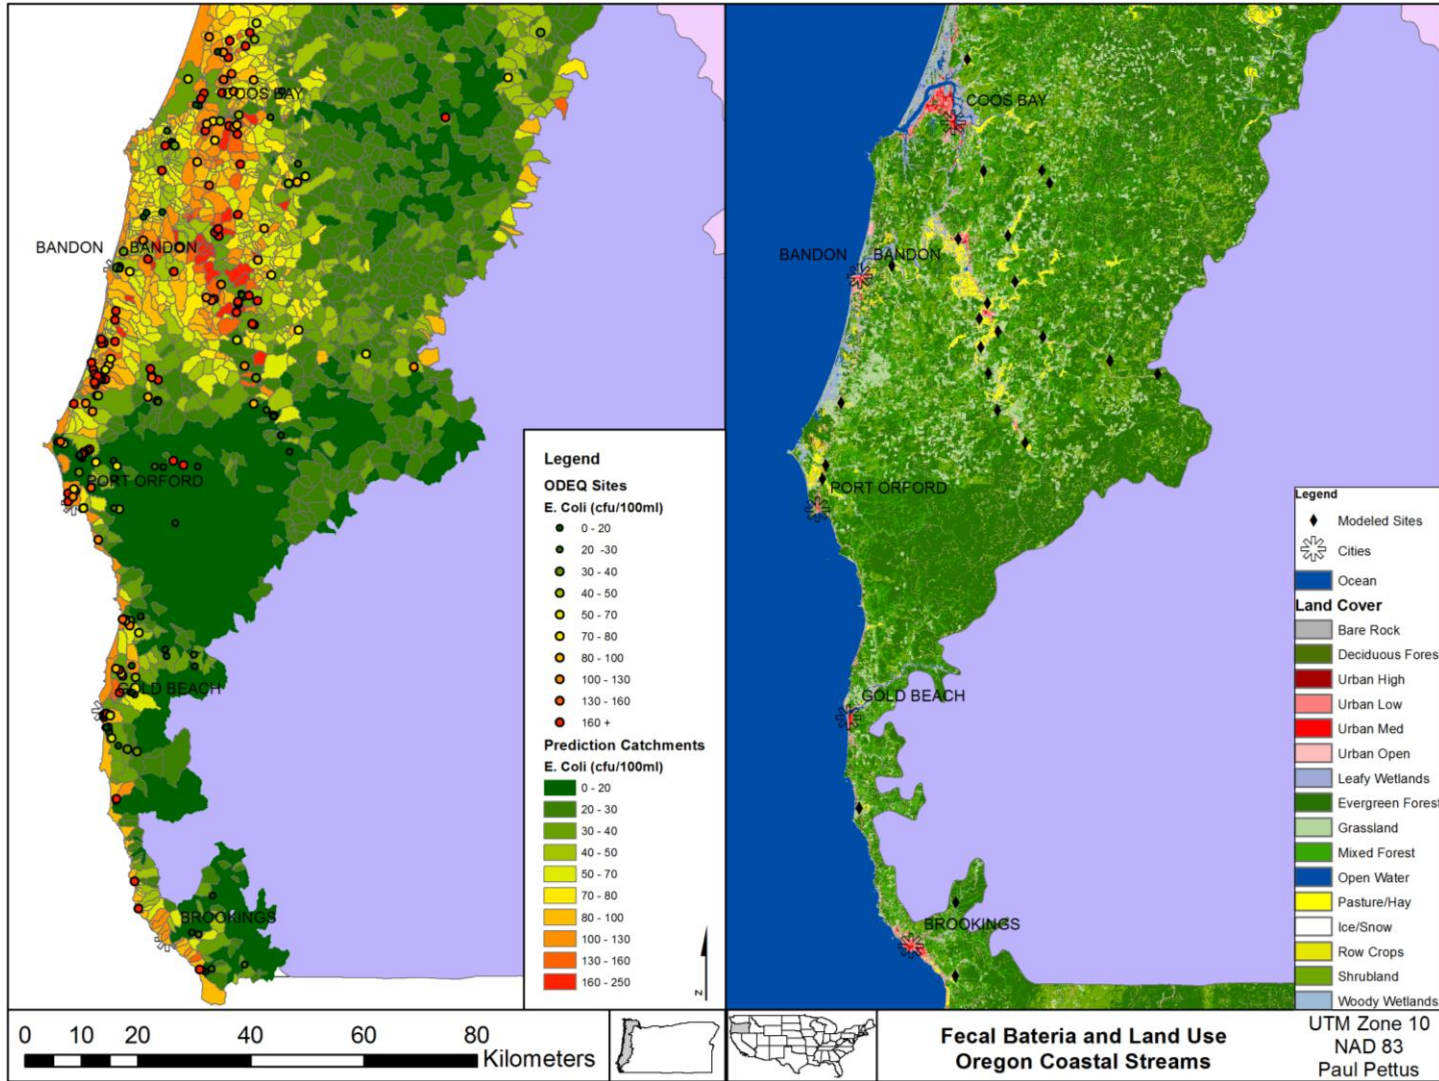 COOS BAY
BANDON
BANDON
PORT ORFORD
GOLD BEACH
BROOKINGS
Legend
ODEQ Sites
E. Coli (cfu/100ml)
0 - 20
20 -30
30 - 40
40 - 50
50 - 70
70 - 80
80 - 100
100 - 130
130 - 160
160 +
Prediction Catchments
E. Coli (cfu/100ml)
0 - 20
20 - 30
30 - 40
40 - 50
50 - 70
70 - 80
80 - 100
100 - 130
130 - 160
160 - 250
N
COOS BAY
BANDON
BANDON
PORT ORFORD
GOLD BEACH
BROOKINGS
Legend
Modeled Sites
Cities
Ocean
Land Cover
Bare Rock
Deciduous Forest
Urban High
Urban Low
Urban Med
Urban Open
Leafy Wetlands
Evergreen Forest
Grassland
Mixed Forest
Open Water
Pasture/Hay
Ice/Snow
Row Crops
Shrubland
Woody Wetlands
0 10 20 40 60 80
Kilometers
Fecal Bateria and Land Use
Oregon Coastal Streams
UTM Zone 10
NAD 83
Paul Pettus